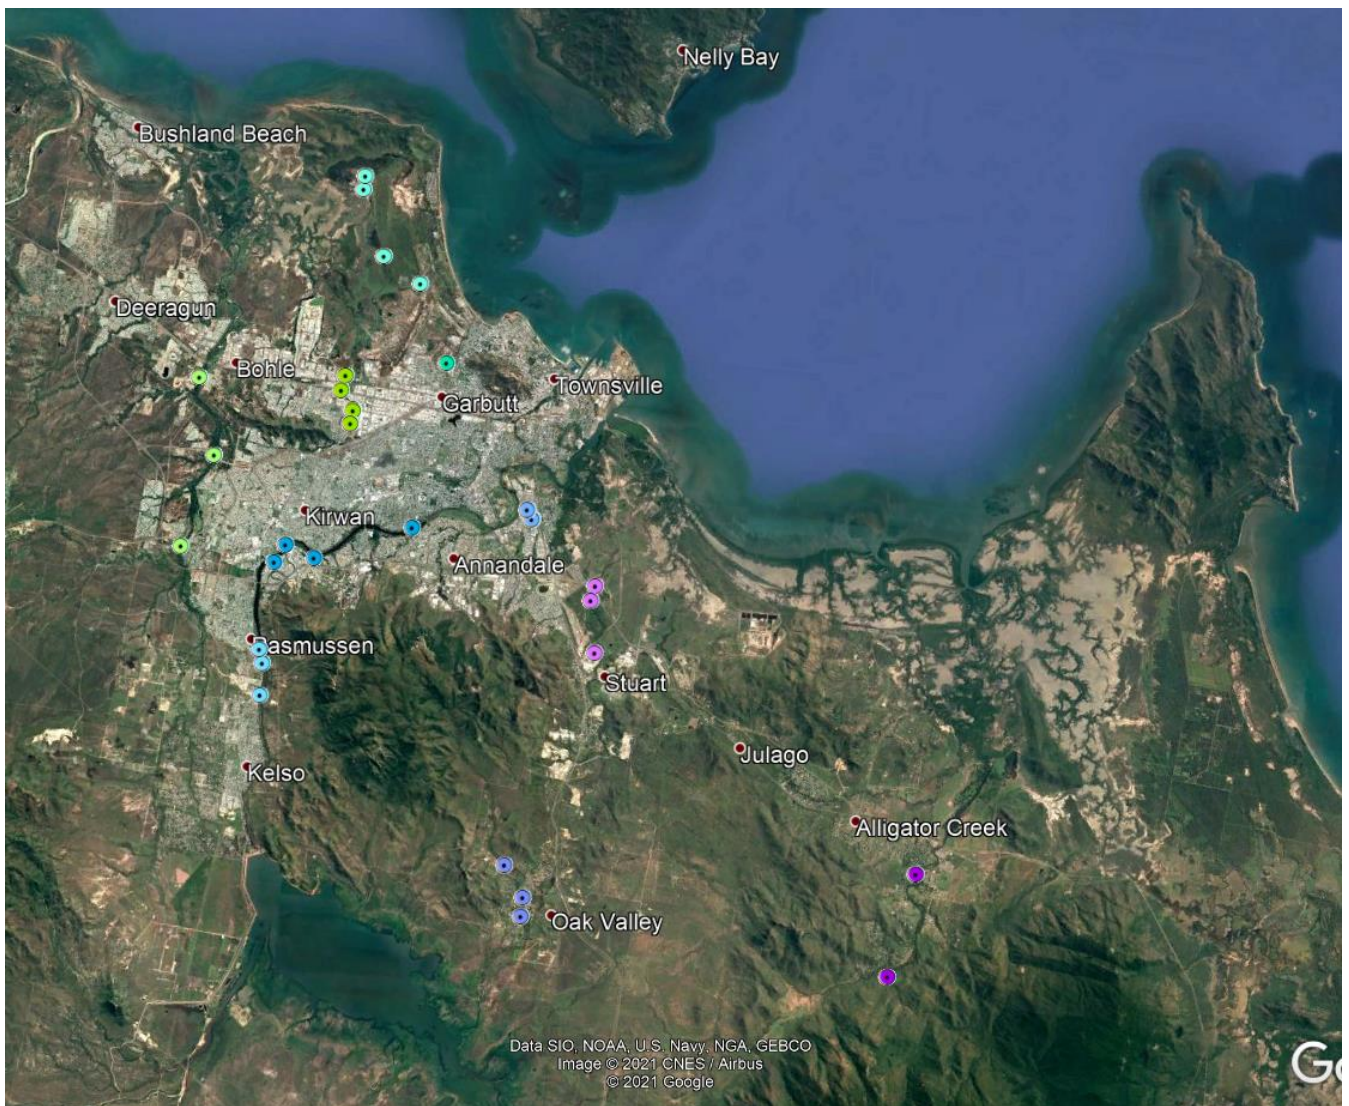 Nelly Bay
Bushland Beach
Deeragun
Bohle
Townsville
Garbutt
Kirwan
Annandale
Rasmussen
Stuart
Julago
Kelso
Alligator Creek
Oak Valley
Data SIO, NOAA, U.S. Navy, NGA, GEBCO
Image © 2021 CNES / Airbus
© 2021 Google